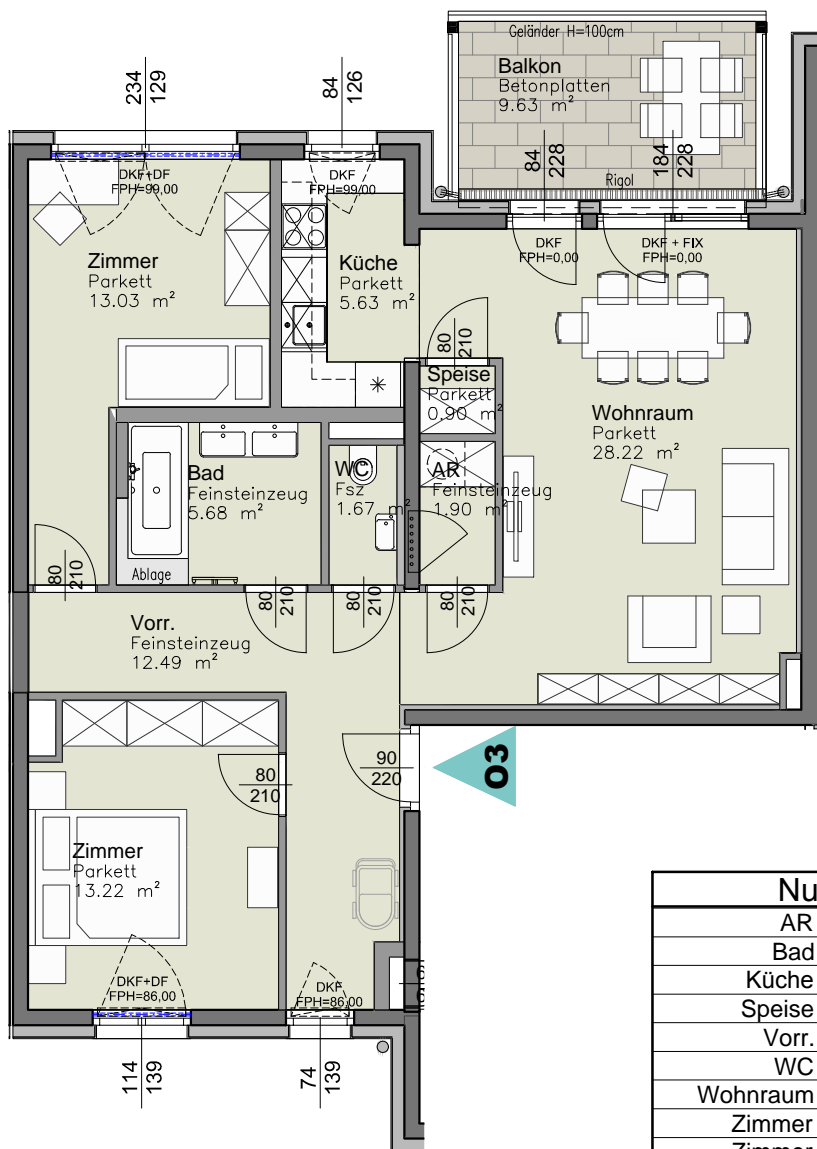 Geländer H=100cm
Balkon
Betonplatten
9.63 m²
234
129
84
126
84
228
184
228
Rigol
DKF+DF
FPH=99,00
DKF
FPH=99,00
DKF
FPH=0,00
DKF + FIX
FPH=0,00
Zimmer
Parkett
13.03 m²
Küche
Parkett
5.63 m²
80
210
Speise
Parkett
0.90 m²
Wohnraum
Parkett
28.22 m²
Bad
Feinsteinzeug
5.68 m²
WC
Fsz
1.67 m²
AR
Feinsteinzeug
1.90 m²
Ablage
80
210
80
210
80
210
80
210
Vorr.
Feinsteinzeug
12.49 m²
90
220
03
80
210
Zimmer
Parkett
13.22 m²
DKF+DF
FPH=86,00
DKF
FPH=86,00
114
139
74
139
Nu
AR
Bad
Küche
Speise
Vorr.
WC
Wohnraum
Zimmer
Zimmer